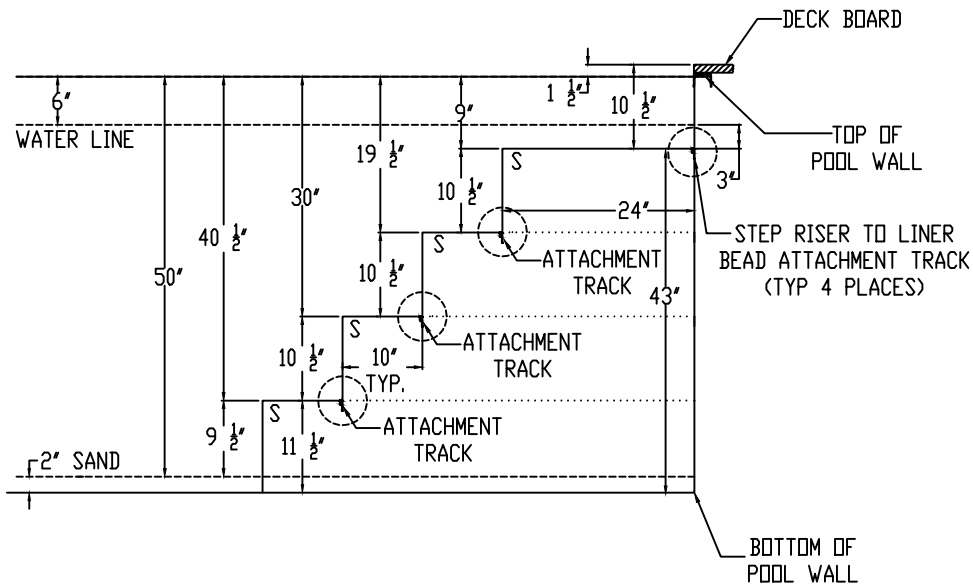 DECK BOARD
1 1/2"
10 1/2"
6"
9"
WATER LINE
TOP OF
POOL WALL
19 1/2"
S
3"
10 1/2"
30"
24"
40 1/2"
S
STEP RISER TO LINER
BEAD ATTACHMENT TRACK
(TYP 4 PLACES)
ATTACHMENT
TRACK
50"
10 1/2"
43"
S
ATTACHMENT
TRACK
10 1/2"
10"
TYP.
S
ATTACHMENT
TRACK
9 1/2"
11 1/2"
2" SAND
BOTTOM OF
POOL WALL